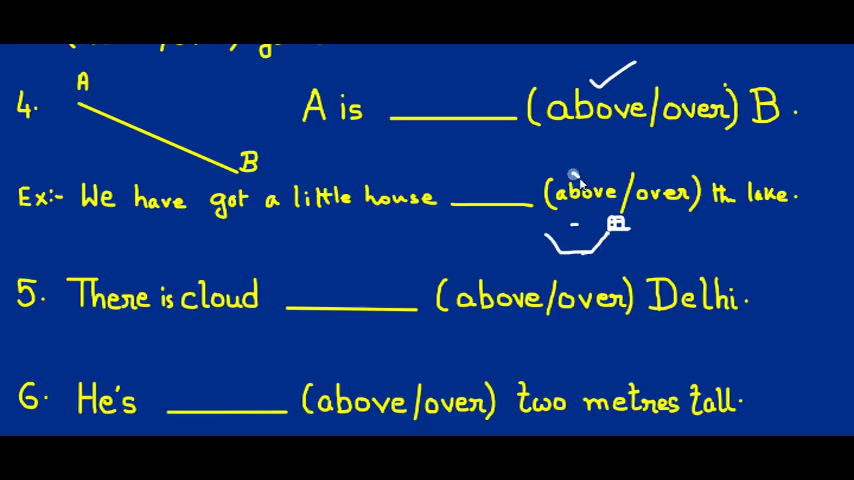 A
4. A is ______ (above/over) B.
B
Ex:- We have got a little house ______ (above/over) th lake.
5. There is cloud ______ (above/over) Delhi.
6. He's ______ (above/over) two metres tall.